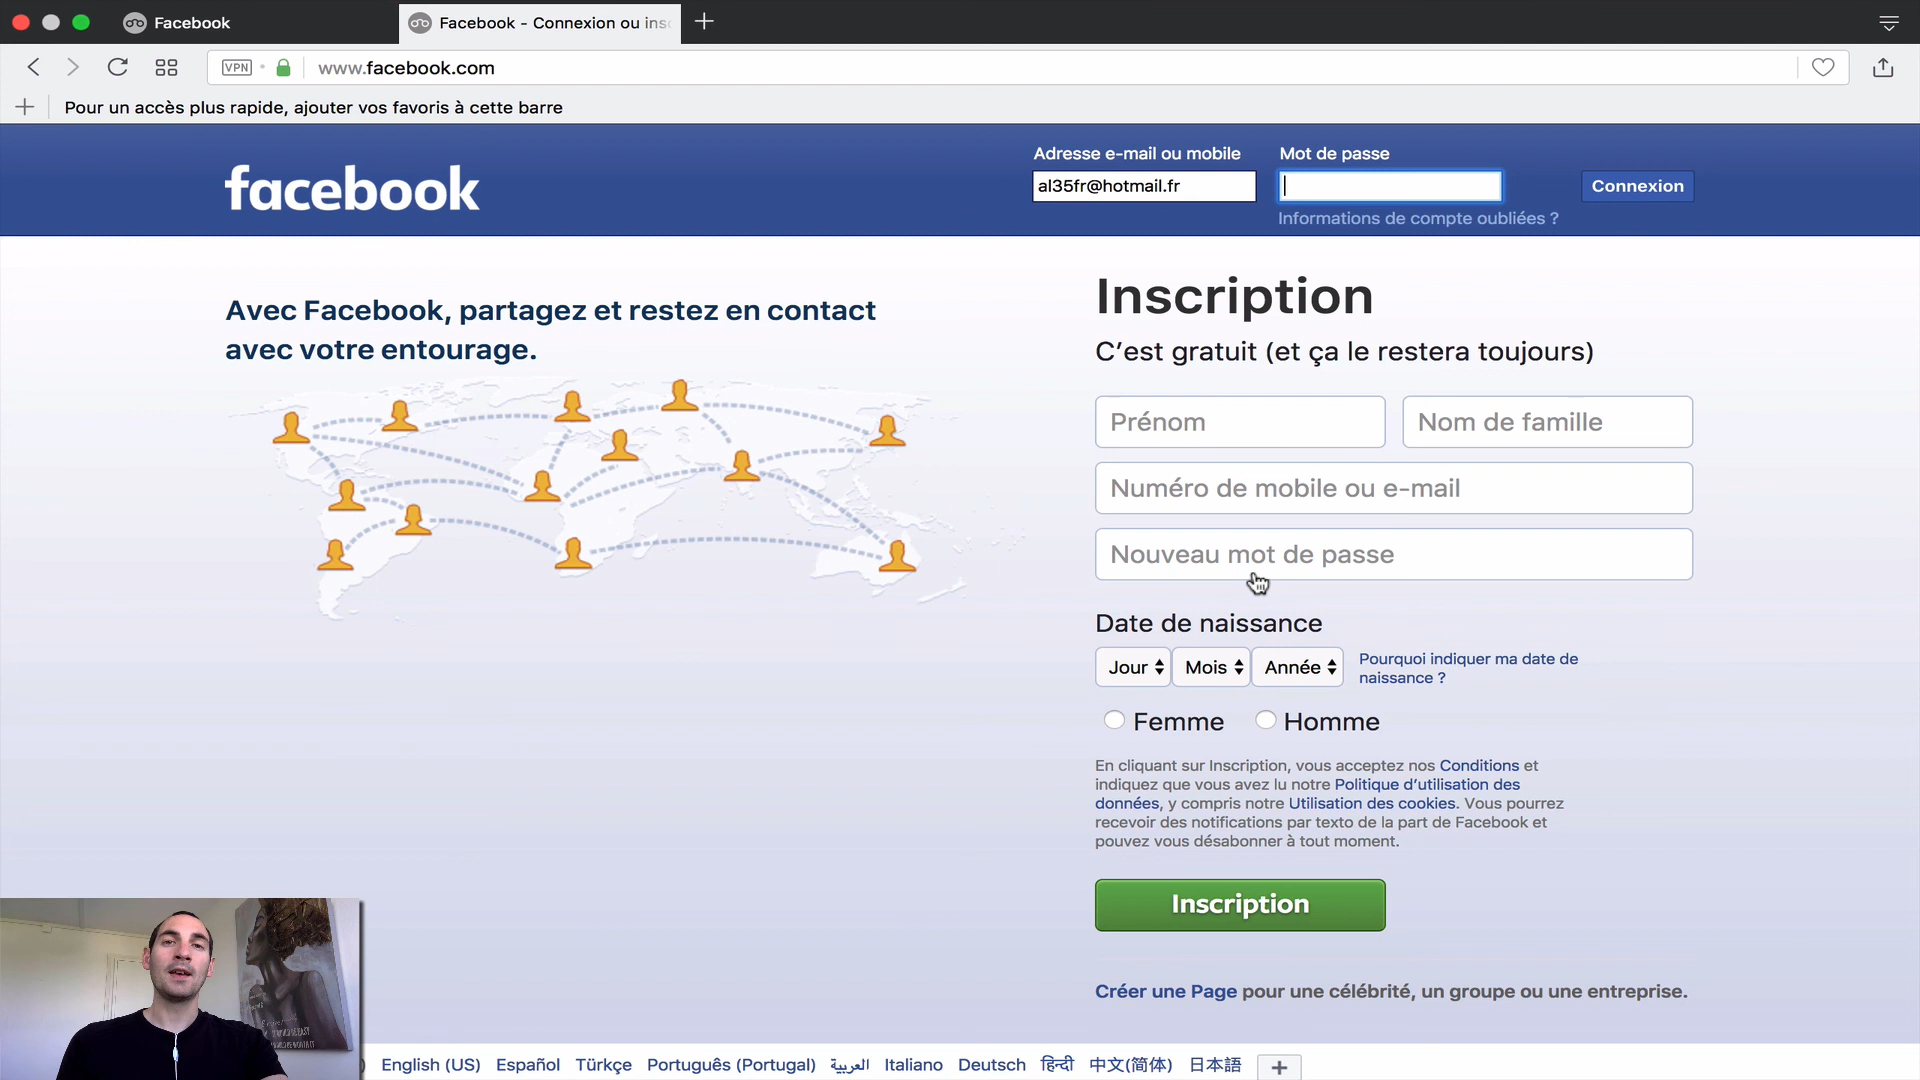 Facebook
Facebook - Connexion ou ins
VPN
www.facebook.com
Pour un accès plus rapide, ajouter vos favoris à cette barre
facebook
Adresse e-mail ou mobile
Mot de passe
al35fr@hotmail.fr
Connexion
Informations de compte oubliées ?
Avec Facebook, partagez et restez en contact
avec votre entourage.
Inscription
C’est gratuit (et ça le restera toujours)
Prénom
Nom de famille
Numéro de mobile ou e-mail
Nouveau mot de passe
Date de naissance
Jour
Mois
Année
Pourquoi indiquer ma date de
naissance ?
Femme
Homme
En cliquant sur Inscription, vous acceptez nos Conditions et
indiquez que vous avez lu notre Politique d’utilisation des
données, y compris notre Utilisation des cookies. Vous pourrez
recevoir des notifications par texto de la part de Facebook et
pouvez vous désabonner à tout moment.
Inscription
Créer une Page pour une célébrité, un groupe ou une entreprise.
English (US) Español Türkçe Português (Portugal) العربية Italiano Deutsch हिन्दी 中文(简体) 日本語